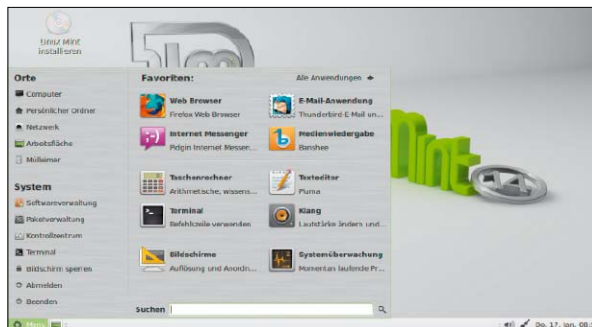 Linux Mint
installieren
Orte
Computer
Persönlicher Ordner
Netzwerk
Arbeitsfläche
Mülleimer
System
Softwareverwaltung
Paketverwaltung
Kontrollzentrum
Terminal
Bildschirm sperren
Abmelden
Beenden
Favoriten:
Alle Anwendungen
Web Browser
Firefox Web Browser
E-Mail-Anwendung
Thunderbird E-Mail un...
Internet Messenger
Pidgin Internet Messen...
Medienwiedergabe
Banshee
Taschenrechner
Arithmetische, wissens...
Texteditor
Pluma
Terminal
Befehlszeile verwenden
Klang
Lautstärke ändern und...
Bildschirme
Auflösung und Anordn...
Systemüberwachung
Momentan laufende Pr...
Suchen
Menu
Do, 17. Jan, 08:
Mint
14